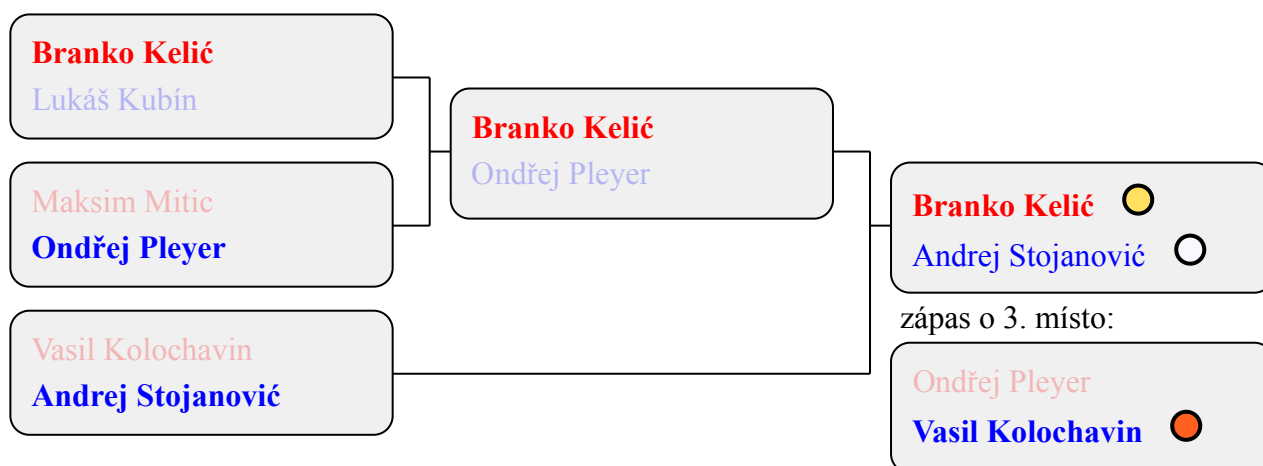 Branko Kelić
Lukáš Kubín
Maksim Mitic
Ondřej Pleyer
Vasil Kolochavin
Andrej Stojanović
Branko Kelić
Ondřej Pleyer
Branko Kelić
Andrej Stojanović
zápas o 3. místo:
Ondřej Pleyer
Vasil Kolochavin